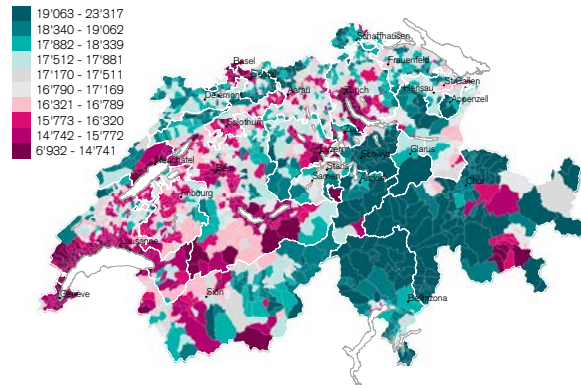 19'063 - 23'317
18'340 - 19'062
17'882 - 18'339
17'512 - 17'881
17'170 - 17'511
16'790 - 17'169
16'321 - 16'789
15'773 - 16'320
14'742 - 15'772
6'932 - 14'741
Schaffhausen
Frauenfeld
Basel
Liestal
St.Gallen
Herisau
Appenzell
Delémont
Aarau
Zürich
Solothurn
Zug
Neuchâtel
Luzern
Schwyz
Glarus
Bern
Stans
Sarnen
Altdorf
Chur
Fribourg
Lausanne
Genève
Sion
Bellinzona